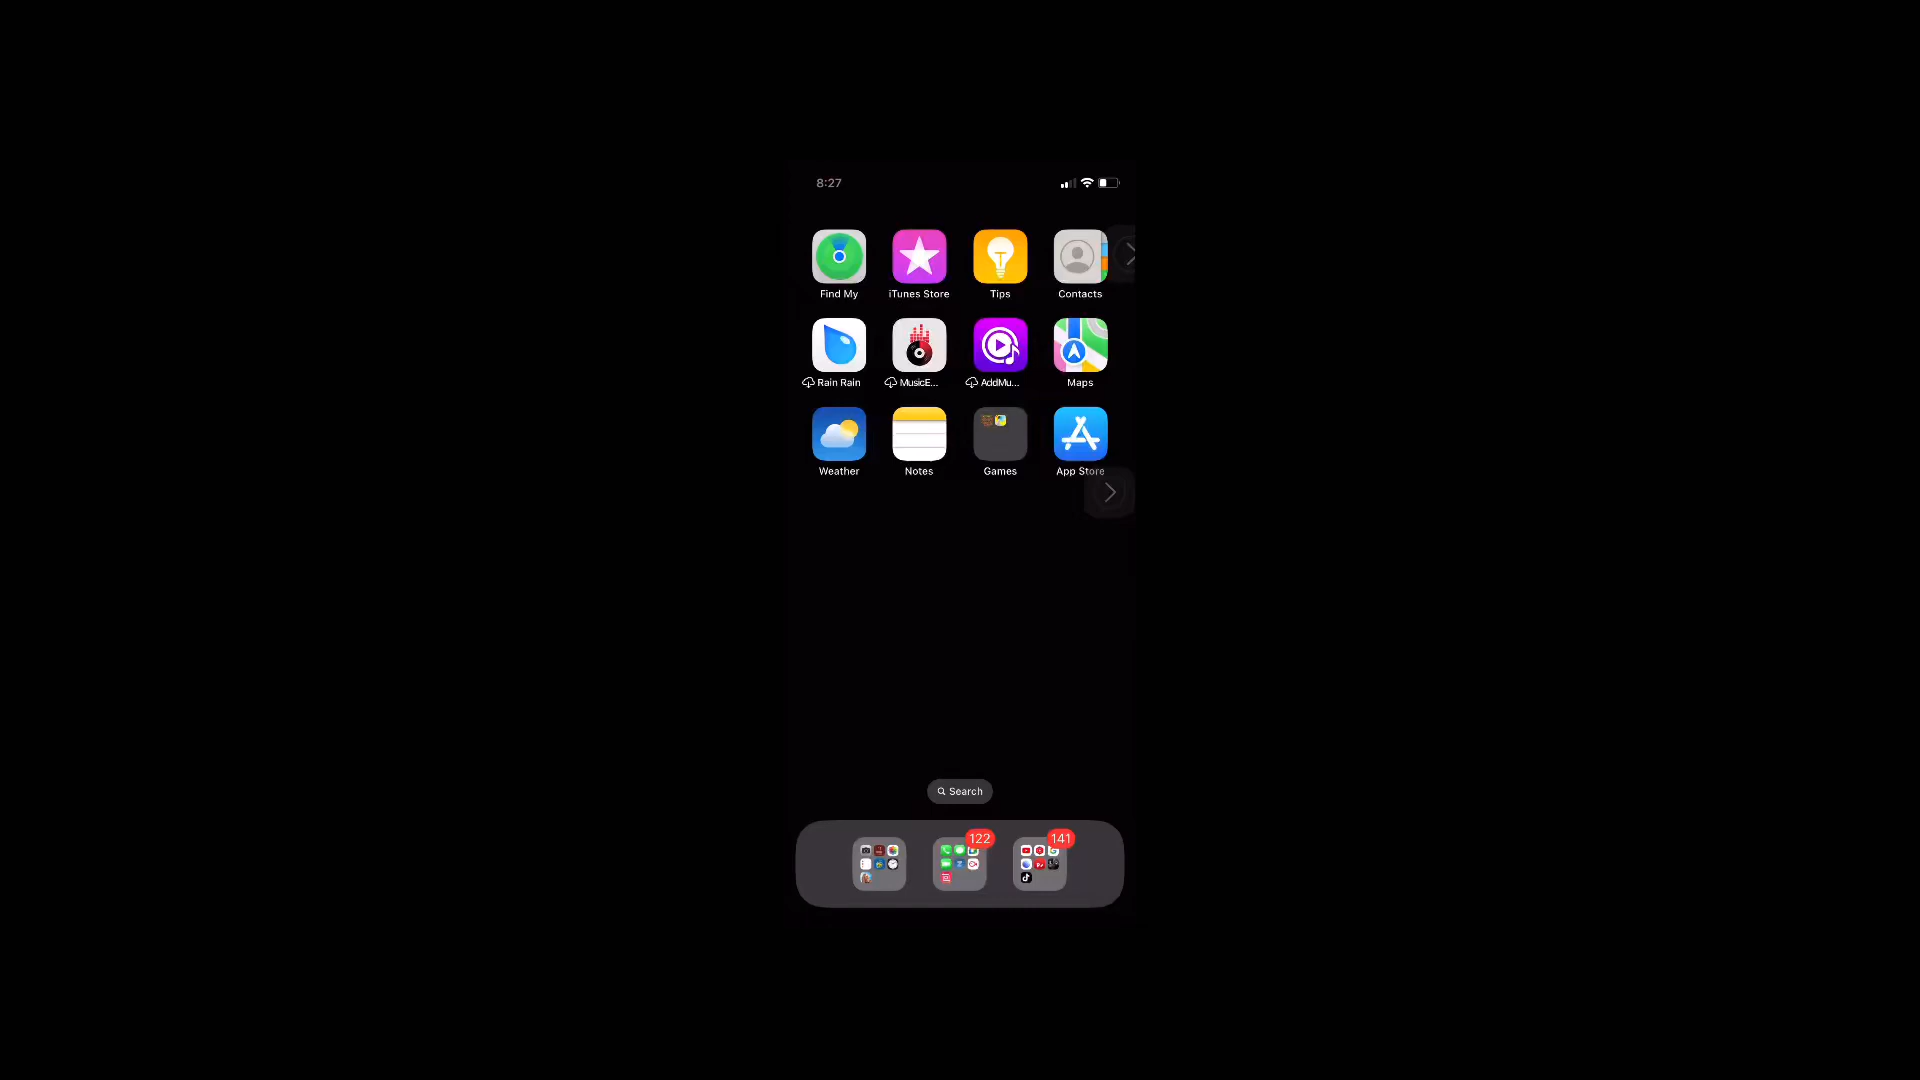 8:27
Find My
iTunes Store
Tips
Contacts
Rain Rain
MusicE...
AddMu...
Maps
Weather
Notes
Games
App Store
Search
122
141